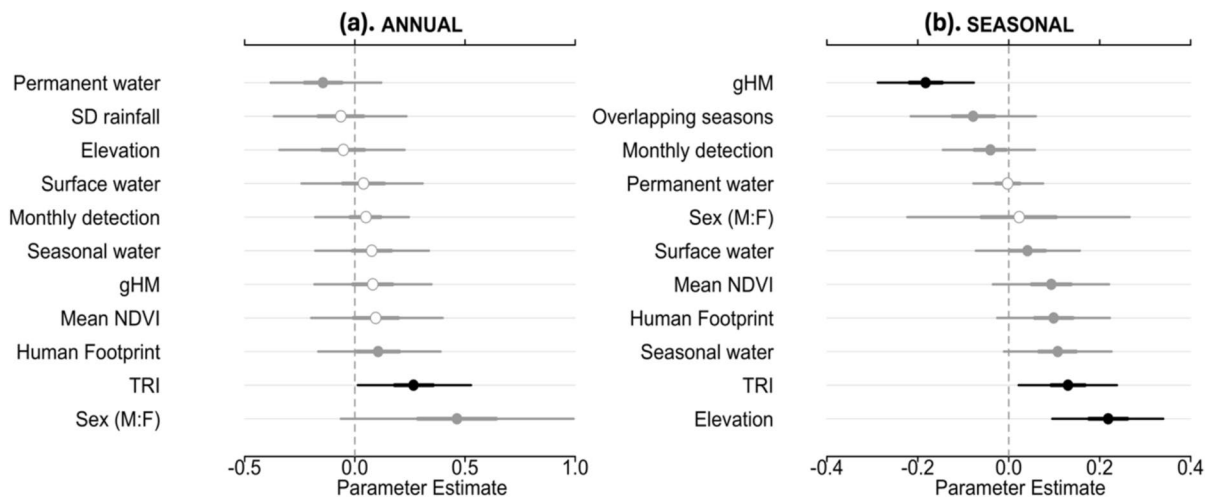 (a). ANNUAL
Permanent water
SD rainfall
Elevation
Surface water
Monthly detection
Seasonal water
gHM
Mean NDVI
Human Footprint
TRI
Sex (M:F)
-0.5 0.0 0.5 1.0
Parameter Estimate
(b). SEASONAL
gHM
Overlapping seasons
Monthly detection
Permanent water
Sex (M:F)
Surface water
Mean NDVI
Human Footprint
Seasonal water
TRI
Elevation
-0.4 -0.2 0.0 0.2 0.4
Parameter Estimate